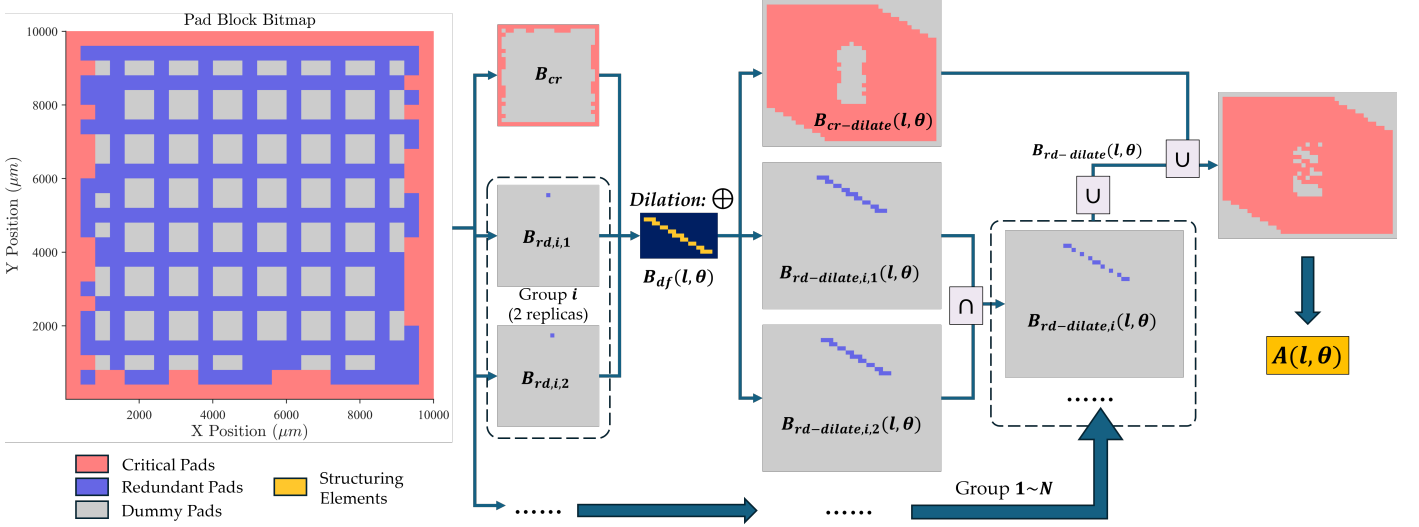 Pad Block Bitmap
10000
8000
6000
4000
2000
Y Position (μm)
2000
4000
6000
8000
10000
X Position (μm)
Critical Pads
Redundant Pads
Dummy Pads
Structuring
Elements
B_cr
B_rd,i,1
Group i
(2 replicas)
B_rd,i,2
......
Dilation: ⊕
B_df(l, θ)
B_cr−dilate(l, θ)
B_rd−dilate,i,1(l, θ)
B_rd−dilate,i,2(l, θ)
......
∩
B_rd−dilate(l, θ)
∪
∪
B_rd−dilate,i(l, θ)
......
Group 1~N
A(l, θ)